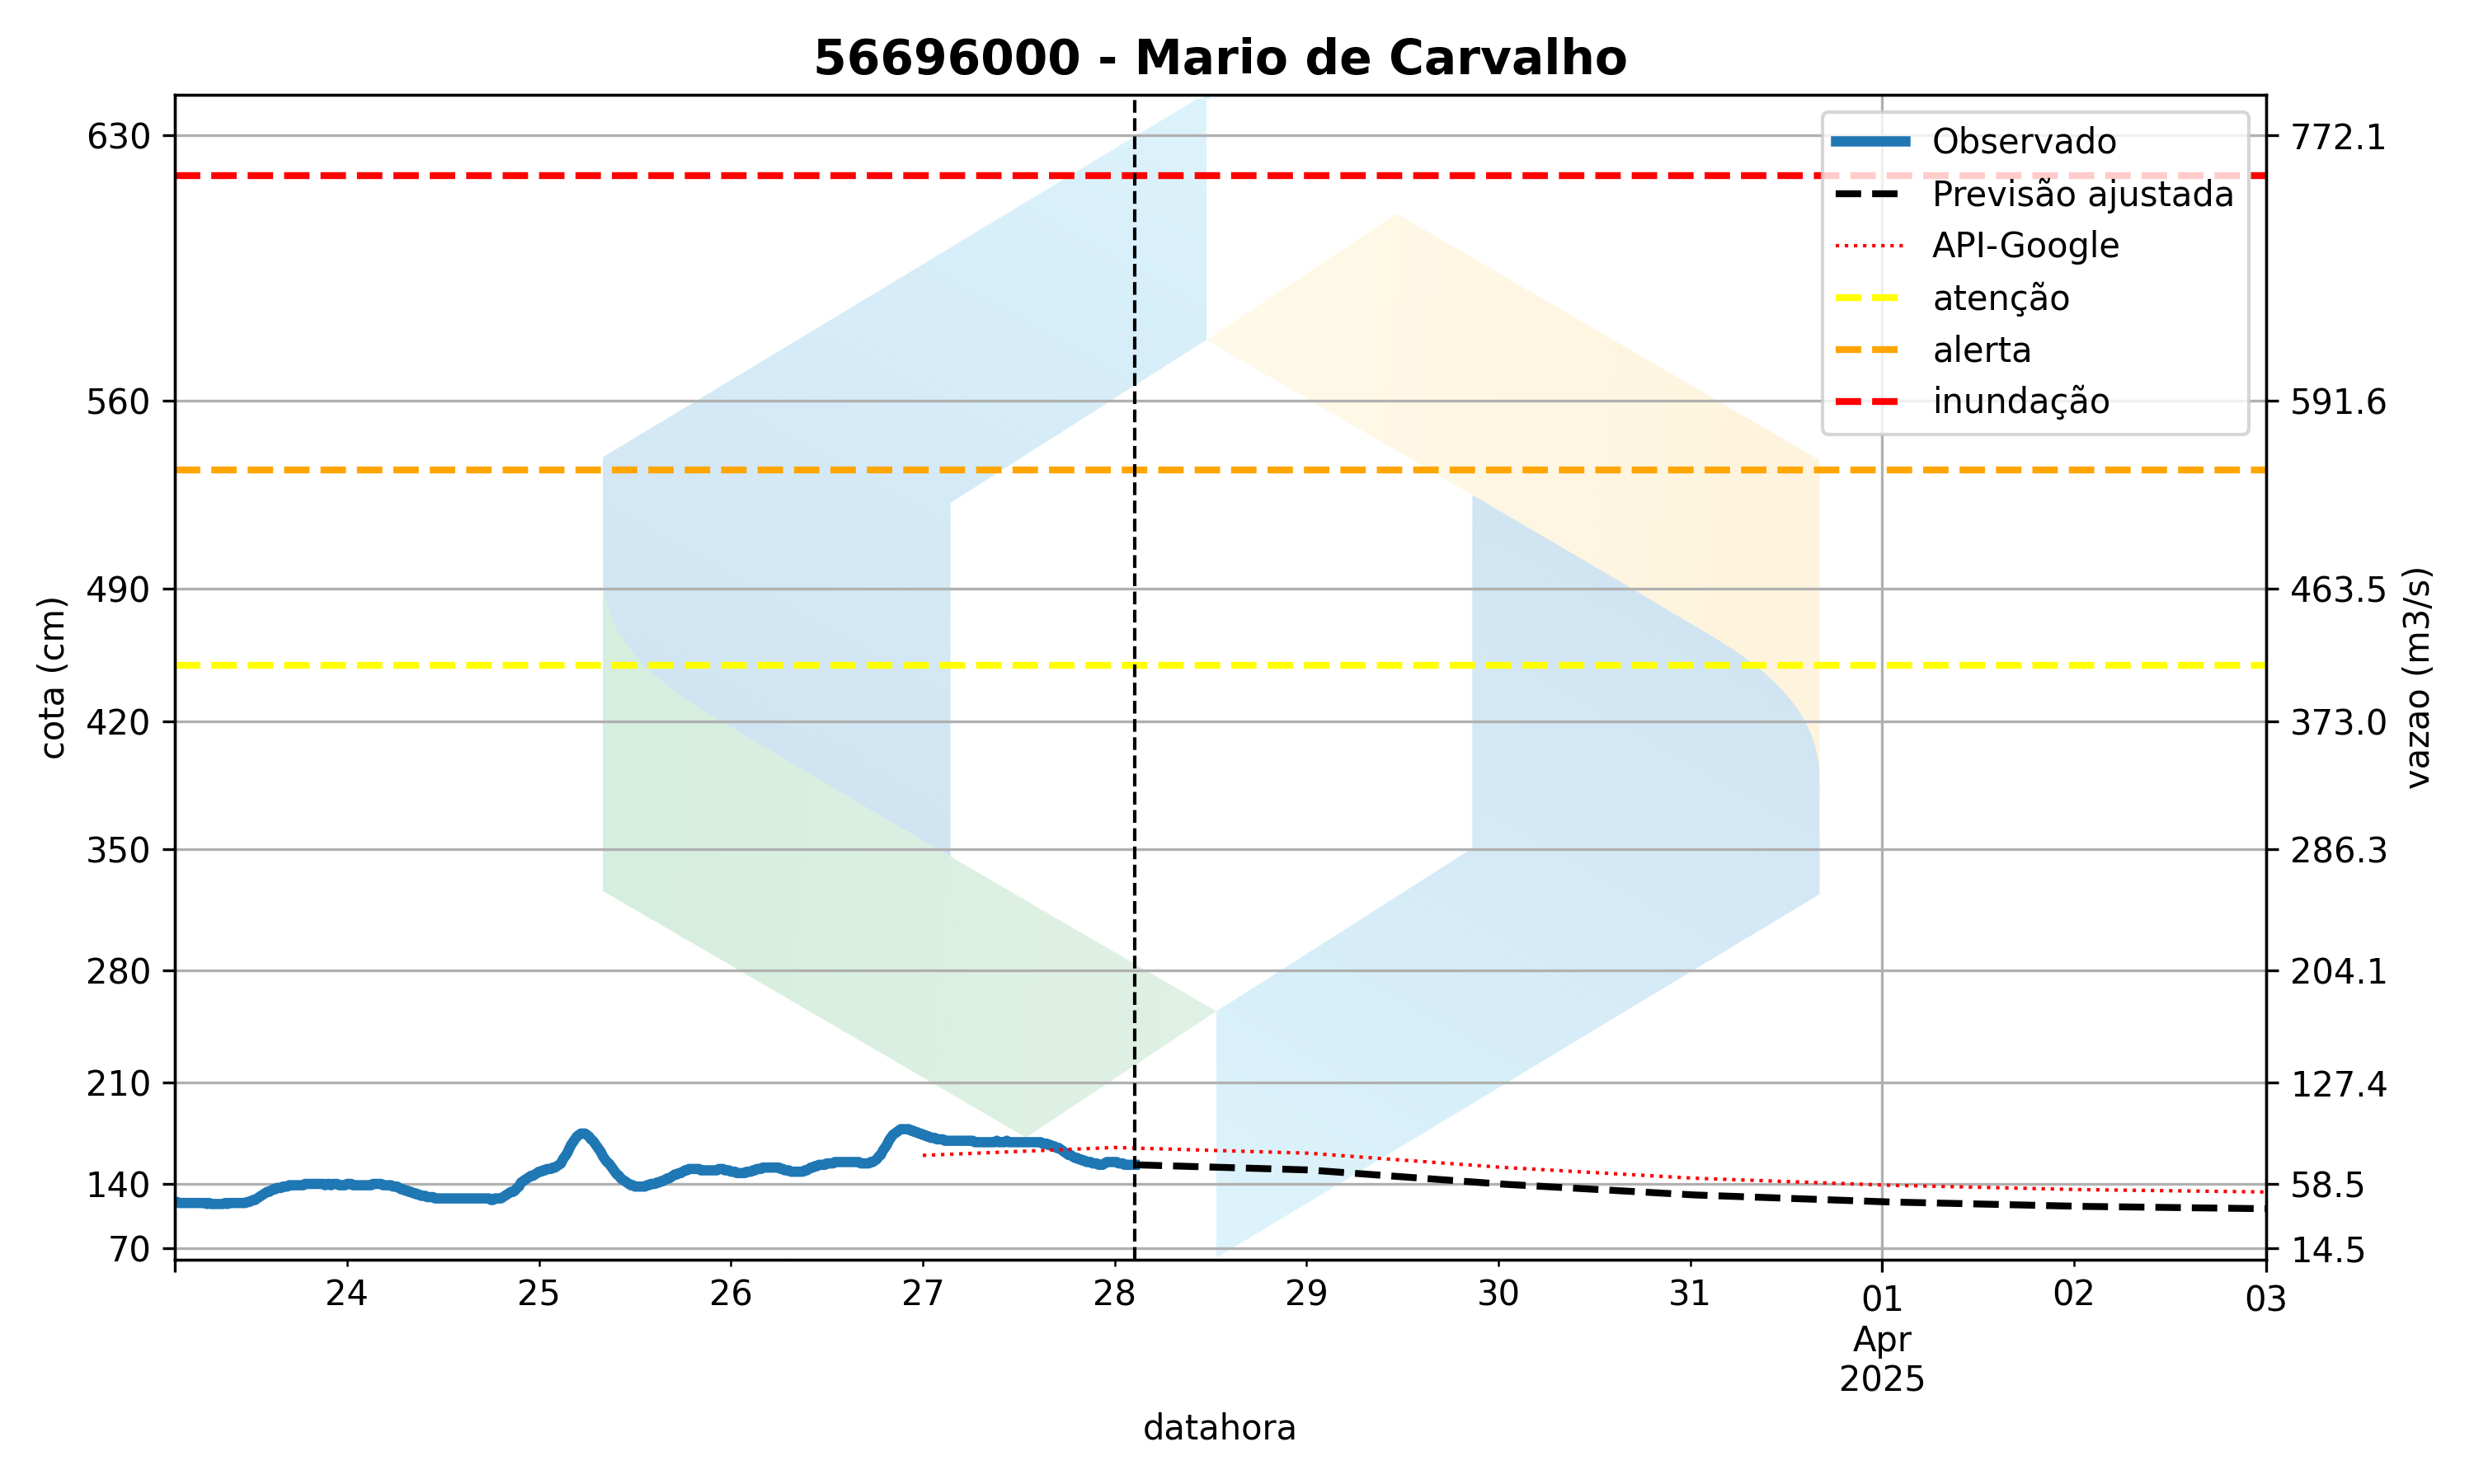 56696000 - Mario de Carvalho
Observado
Previsão ajustada
API-Google
atenção
alerta
inundação
630
560
490
420
350
280
210
140
70
cota (cm)
772.1
591.6
463.5
373.0
286.3
204.1
127.4
58.5
14.5
vazao (m3/s)
24 25 26 27 28 29 30 31 01 02 03
Apr
2025
datahora